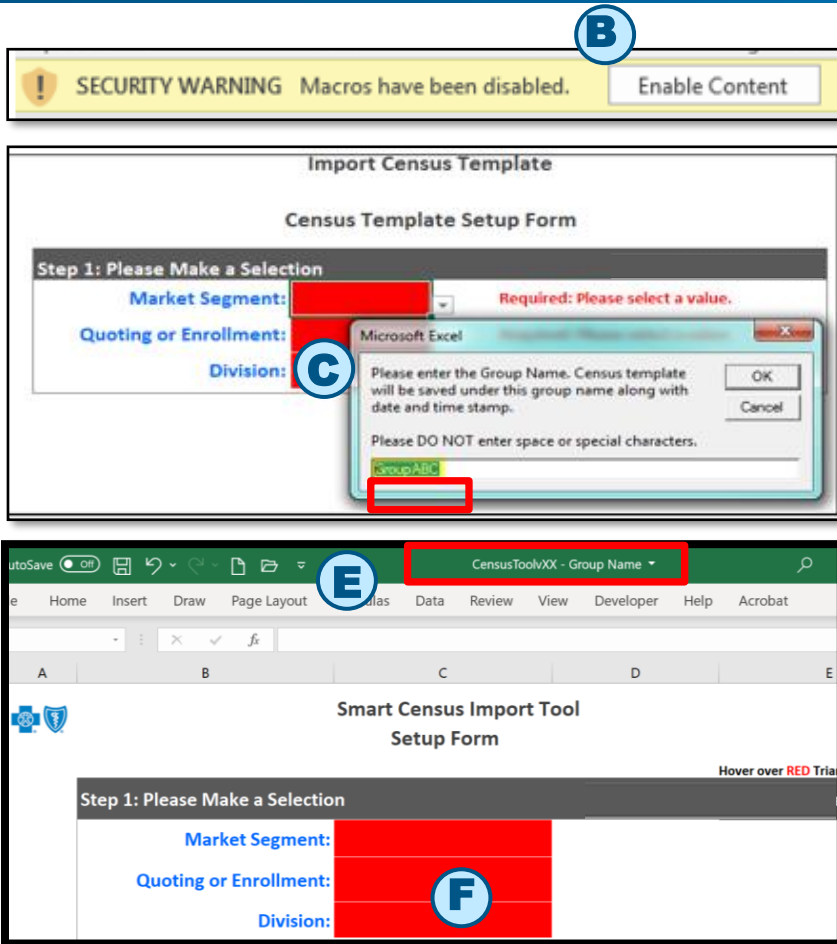 B
SECURITY WARNING Macros have been disabled. Enable Content
Import Census Template
Census Template Setup Form
Step 1: Please Make a Selection
Market Segment: Required: Please select a value.
Quoting or Enrollment:
Division:
C
Microsoft Excel
Please enter the Group Name. Census template
will be saved under this group name along with
date and time stamp.
Please DO NOT enter space or special characters.
OK
Cancel
GroupABC
utoSave Off CensusToolvXX - Group Name
E
e Home Insert Draw Page Layout ulas Data Review View Developer Help Acrobat
fx
A B C D E
Smart Census Import Tool
Setup Form
Hover over RED Tria
Step 1: Please Make a Selection
Market Segment:
Quoting or Enrollment:
F
Division: